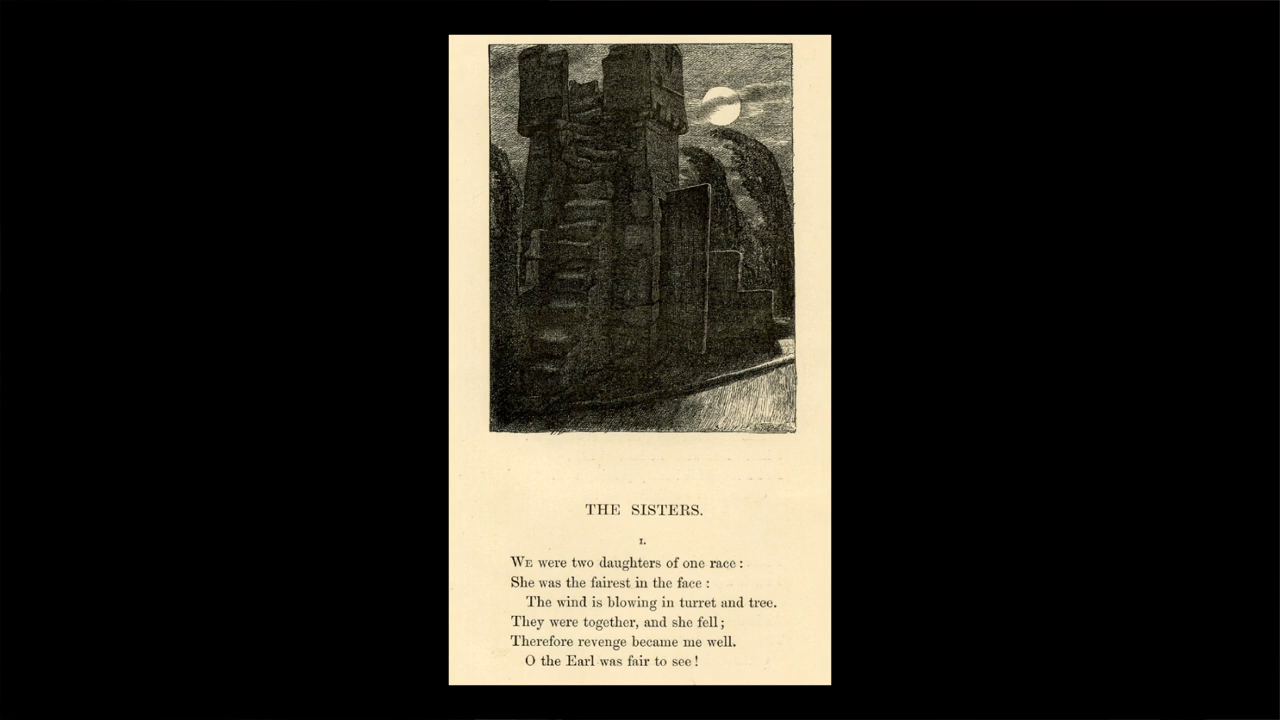 THE SISTERS.
I.
WE were two daughters of one race :
She was the fairest in the face :
The wind is blowing in turret and tree.
They were together, and she fell ;
Therefore revenge became me well.
O the Earl was fair to see !